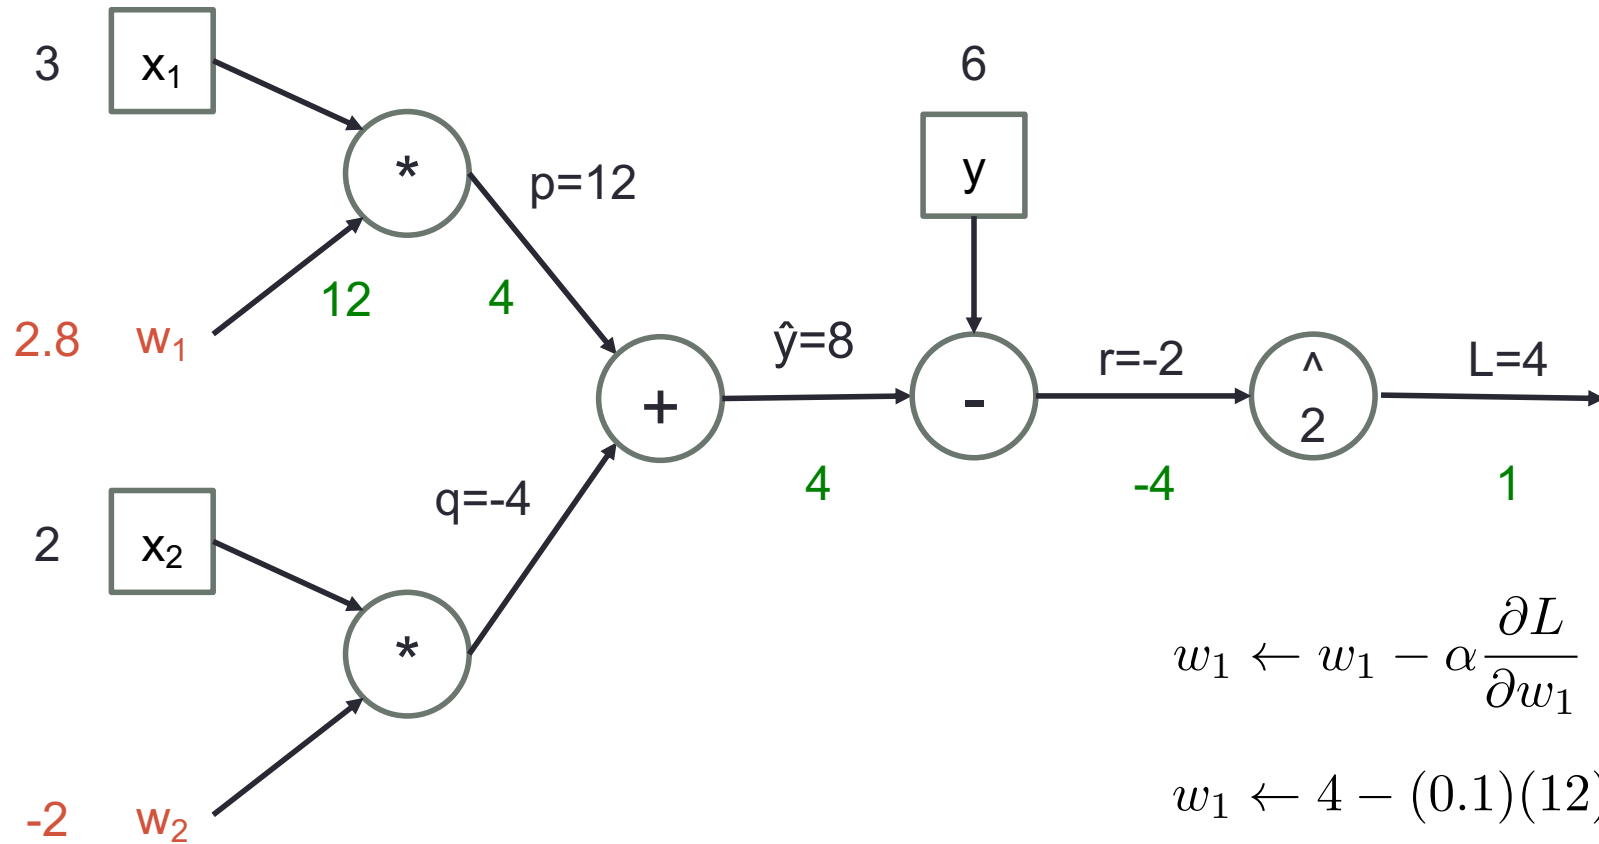 3
x₁
6
*
p=12
y
12
4
2.8
w₁
ŷ=8
r=-2
^
2
L=4
+
-
4
-4
1
q=-4
2
x₂
*
w₁ ← w₁ − α ∂L/∂w₁
w₁ ← 4 − (0.1)(12)
-2
w₂